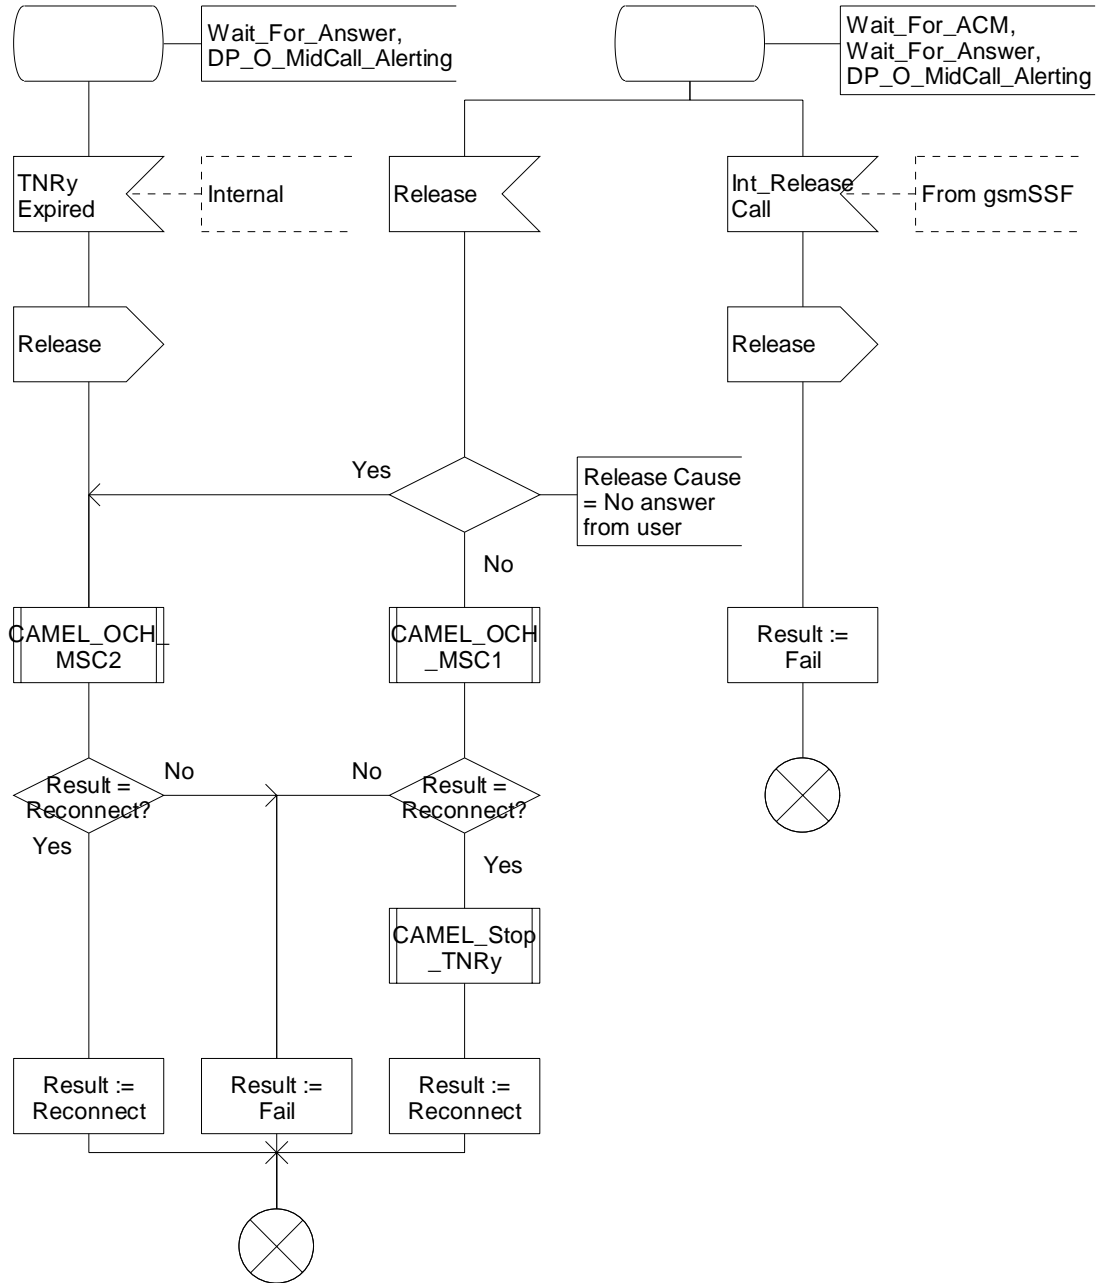 Wait_For_Answer,
DP_O_MidCall_Alerting
Wait_For_ACM,
Wait_For_Answer,
DP_O_MidCall_Alerting
TNRy
Expired
Internal
Release
Int_Release
Call
From gsmSSF
Release
Release
Yes
Release Cause
= No answer
from user
No
CAMEL_OCH_
MSC2
CAMEL_OCH
_MSC1
Result :=
Fail
Result =
Reconnect?
No
No
Result =
Reconnect?
Yes
Yes
CAMEL_Stop
_TNRy
Result :=
Reconnect
Result :=
Fail
Result :=
Reconnect